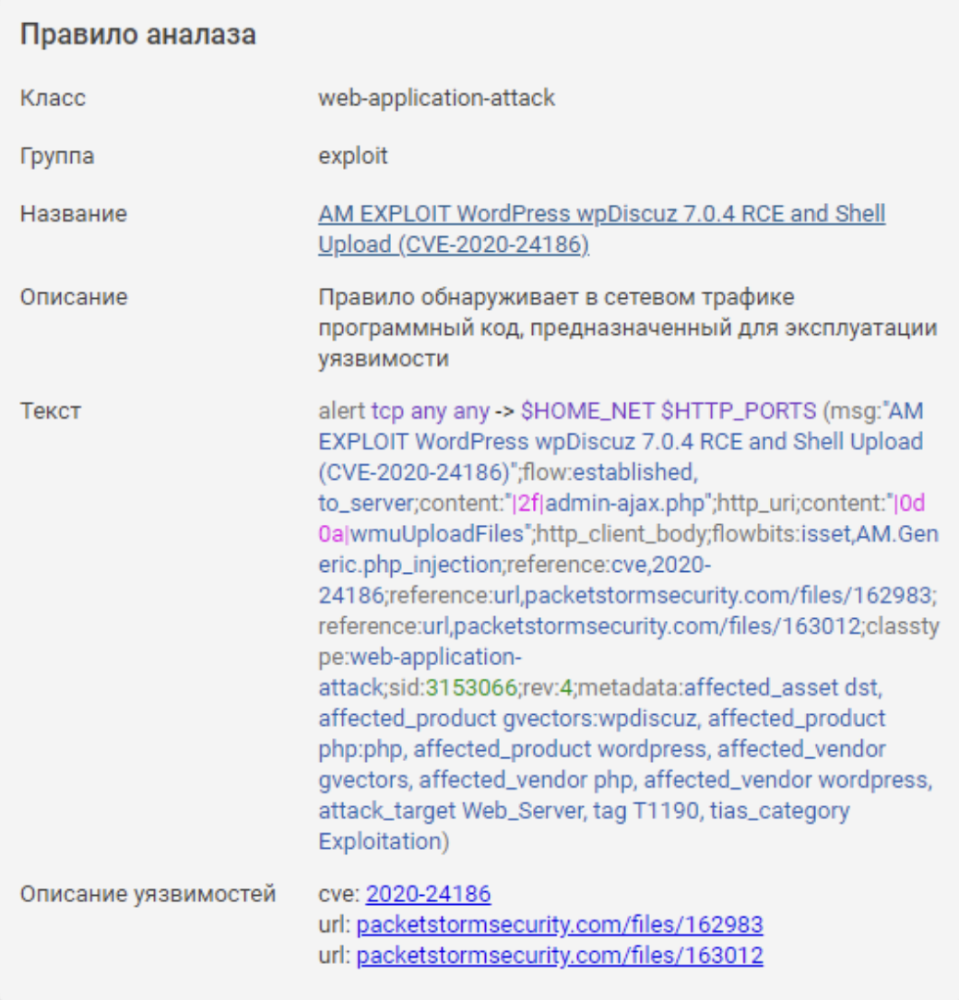 Правило аналаза
Класс web-application-attack
Группа exploit
Название AM EXPLOIT WordPress wpDiscuz 7.0.4 RCE and Shell
Upload (CVE-2020-24186)
Описание Правило обнаруживает в сетевом трафике
программный код, предназначенный для эксплуатации
уязвимости
Текст alert tcp any any -> $HOME_NET $HTTP_PORTS (msg:"AM
EXPLOIT WordPress wpDiscuz 7.0.4 RCE and Shell Upload
(CVE-2020-24186)";flow:established,
to_server;content:"|2f|admin-ajax.php";http_uri;content:"|0d
0a|wmuUploadFiles";http_client_body;flowbits:isset,AM.Gen
eric.php_injection;reference:cve,2020-
24186;reference:url,packetstormsecurity.com/files/162983;
reference:url,packetstormsecurity.com/files/163012;classty
pe:web-application-
attack;sid:3153066;rev:4;metadata:affected_asset dst,
affected_product gvectors:wpdiscuz, affected_product
php:php, affected_product wordpress, affected_vendor
gvectors, affected_vendor php, affected_vendor wordpress,
attack_target Web_Server, tag T1190, tias_category
Exploitation)
Описание уязвимостей cve: 2020-24186
url: packetstormsecurity.com/files/162983
url: packetstormsecurity.com/files/163012